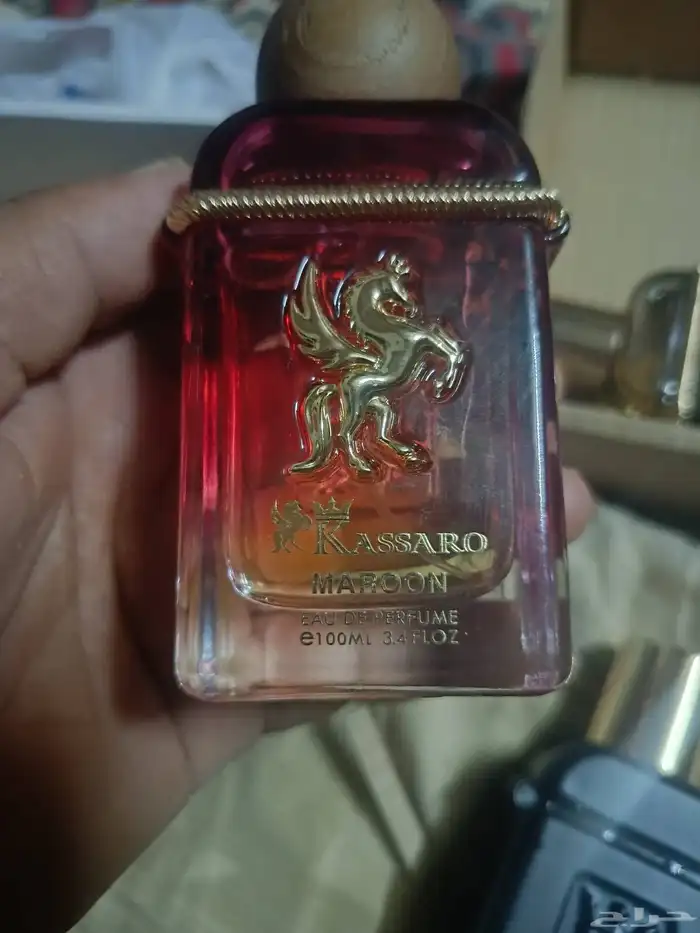 KASSARO
MAROON
EAU DE PERFUME
e100ML 3.4 FLOZ
حراج